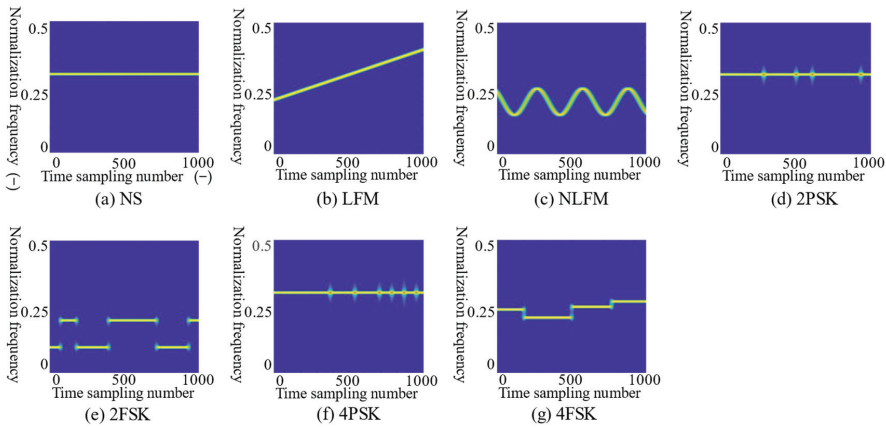 Normalization frequency (−)
0.5
0.25
0
0 500 1000
Time sampling number (−)
(a) NS
Normalization frequency
0.5
0.25
0
0 500 1000
Time sampling number
(b) LFM
Normalization frequency
0.5
0.25
0
0 500 1000
Time sampling number
(c) NLFM
Normalization frequency
0.5
0.25
0
0 500 1000
Time sampling number
(d) 2PSK
Normalization frequency
0.5
0.25
0
0 500 1000
Time sampling number
(e) 2FSK
Normalization frequency
0.5
0.25
0
0 500 1000
Time sampling number
(f) 4PSK
Normalization frequency
0.5
0.25
0
0 500 1000
Time sampling number
(g) 4FSK